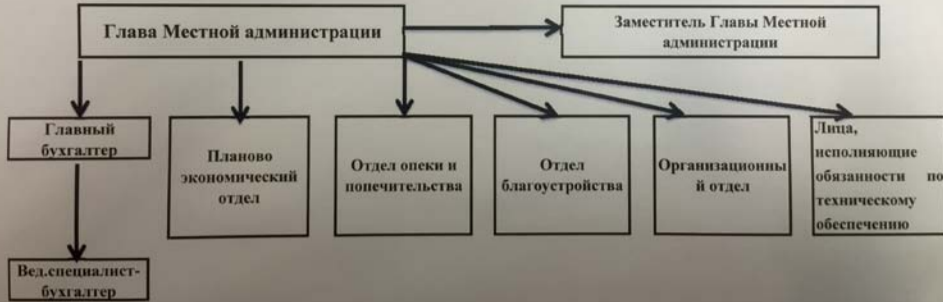 Глава Местной администрации
Заместитель Главы Местной
администрации
Главный
бухгалтер
Планово
экономический
отдел
Отдел опеки и
попечительства
Отдел
благоустройства
Организационны
й отдел
Лица,
исполняющие
обязанности по
техническому
обеспечению
Вед.специалист-
бухгалтер